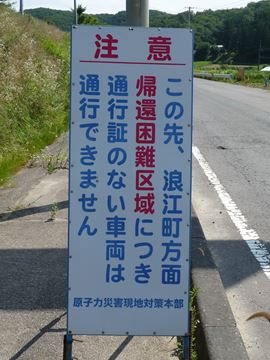 注意
この先、浪江町方面
帰還困難区域につき
通行証のない車両は
通行できません
原子力災害現地対策本部